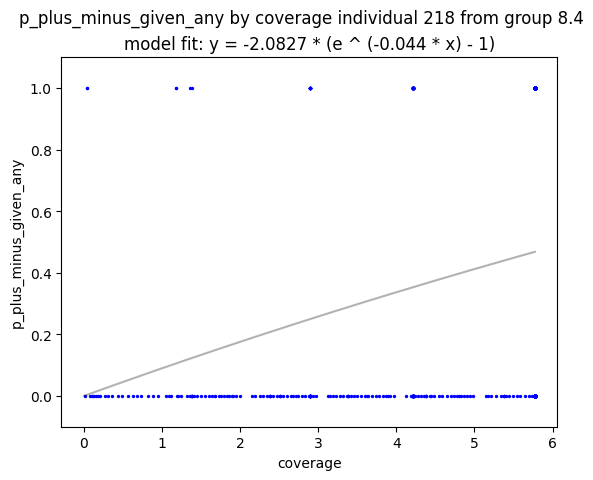 p_plus_minus_given_any by coverage individual 218 from group 8.4
model fit: y = -2.0827 * (e ^ (-0.044 * x) - 1)
1.0
0.8
0.6
0.4
0.2
0.0
p_plus_minus_given_any
0 1 2 3 4 5 6
coverage